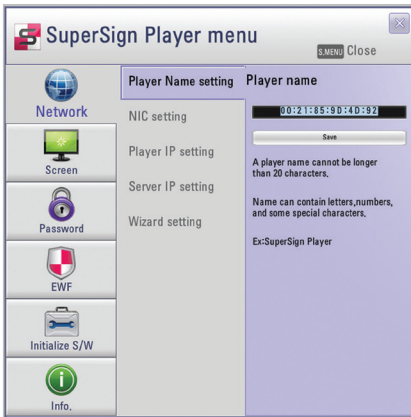 SuperSign Player menu
S.MENU Close
Network
Screen
Password
EWF
Initialize S/W
Info.
Player Name setting
NIC setting
Player IP setting
Server IP setting
Wizard setting
Player name
00:21:85:9D:4D:92
Save
A player name cannot be longer
than 20 characters.
Name can contain letters,numbers,
and some special characters.
Ex:SuperSign Player